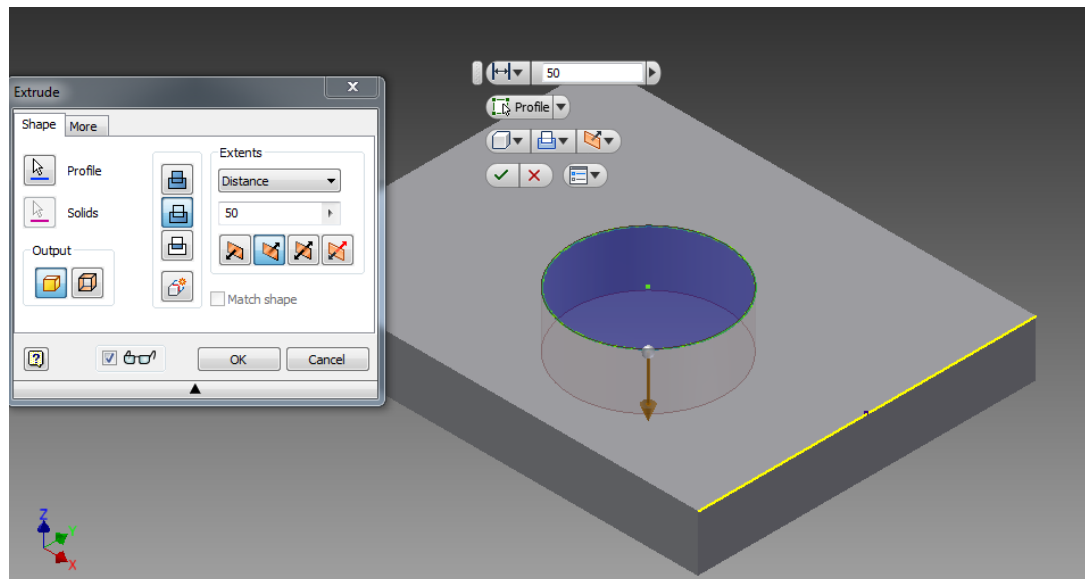 Extrude
x
Shape More
Profile
Solids
Output
Extents
Distance
50
Match shape
?
OK Cancel
50
Profile
Z
Y
X